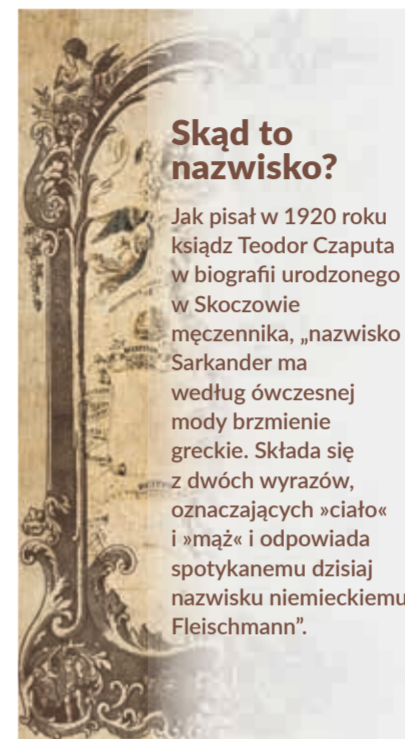 Skąd to
nazwisko?
Jak pisał w 1920 roku
ksiądz Teodor Czaputa
w biografii urodzonego
w Skoczowie
męczennika, „nazwisko
Sarkander ma
według ówczesnej
mody brzmienie
greckie. Składa się
z dwóch wyrazów,
oznaczających »ciało«
i »mąż« i odpowiada
spotykanemu dzisiaj
nazwisku niemieckiemu
Fleischmann”.